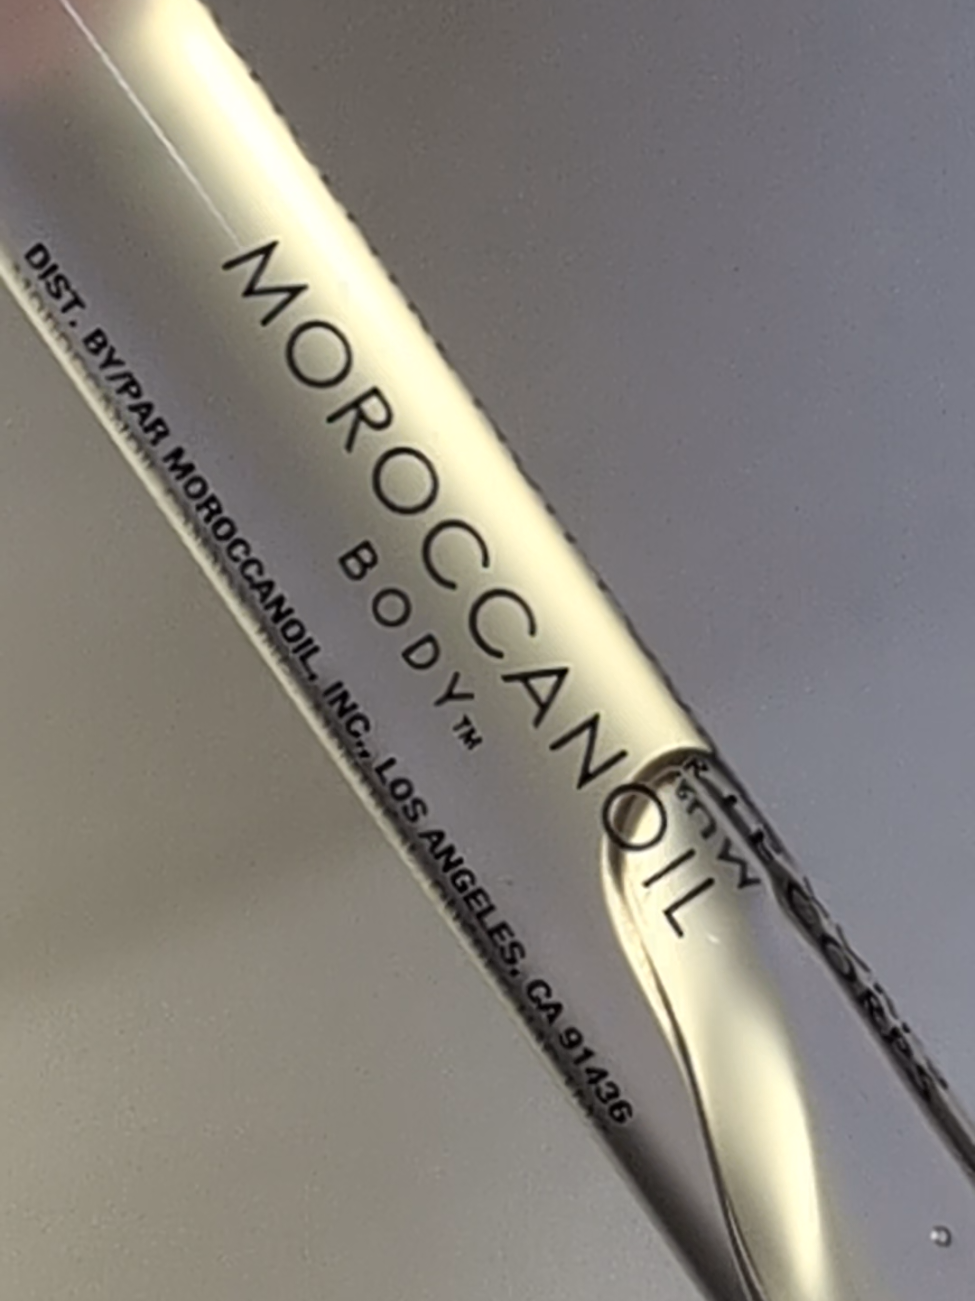 MOROCCANOIL
BODY™
DIST. BY/PAR MOROCCANOIL, INC., LOS ANGELES, CA 91436